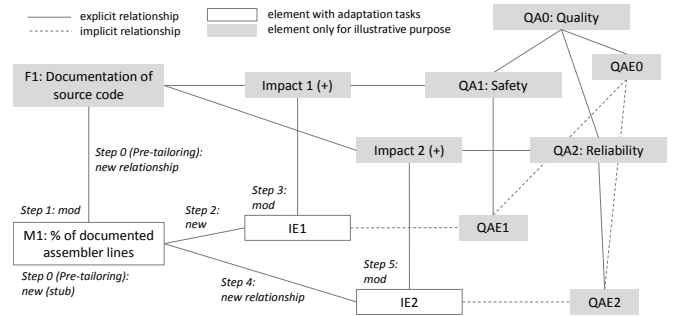 explicit relationship
implicit relationship
element with adaptation tasks
element only for illustrative purpose
QA0: Quality
QAE0
F1: Documentation of
source code
Impact 1 (+)
QA1: Safety
Impact 2 (+)
QA2: Reliability
Step 0 (Pre-tailoring):
new relationship
Step 3:
mod
Step 1: mod
Step 2:
new
M1: % of documented
assembler lines
IE1
QAE1
Step 0 (Pre-tailoring):
new (stub)
Step 4:
new relationship
Step 5:
mod
IE2
QAE2